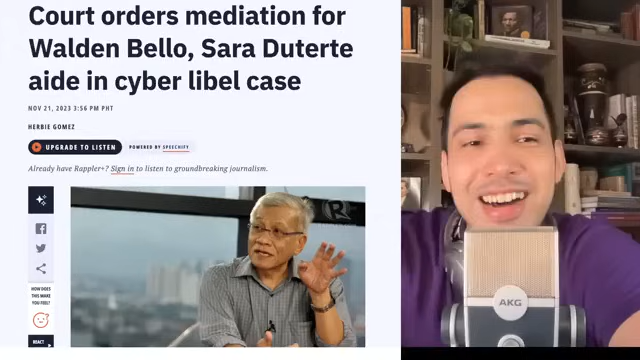 Court orders mediation for
Walden Bello, Sara Duterte
aide in cyber libel case
NOV 21, 2023 3:56 PM PHT
HERBIE GOMEZ
UPGRADE TO LISTEN
POWERED BY SPEECHIFY
Already have Rappler+? Sign in to listen to groundbreaking journalism.
HOW DOES
THIS MAKE
YOU FEEL?
REACT
R
AKG